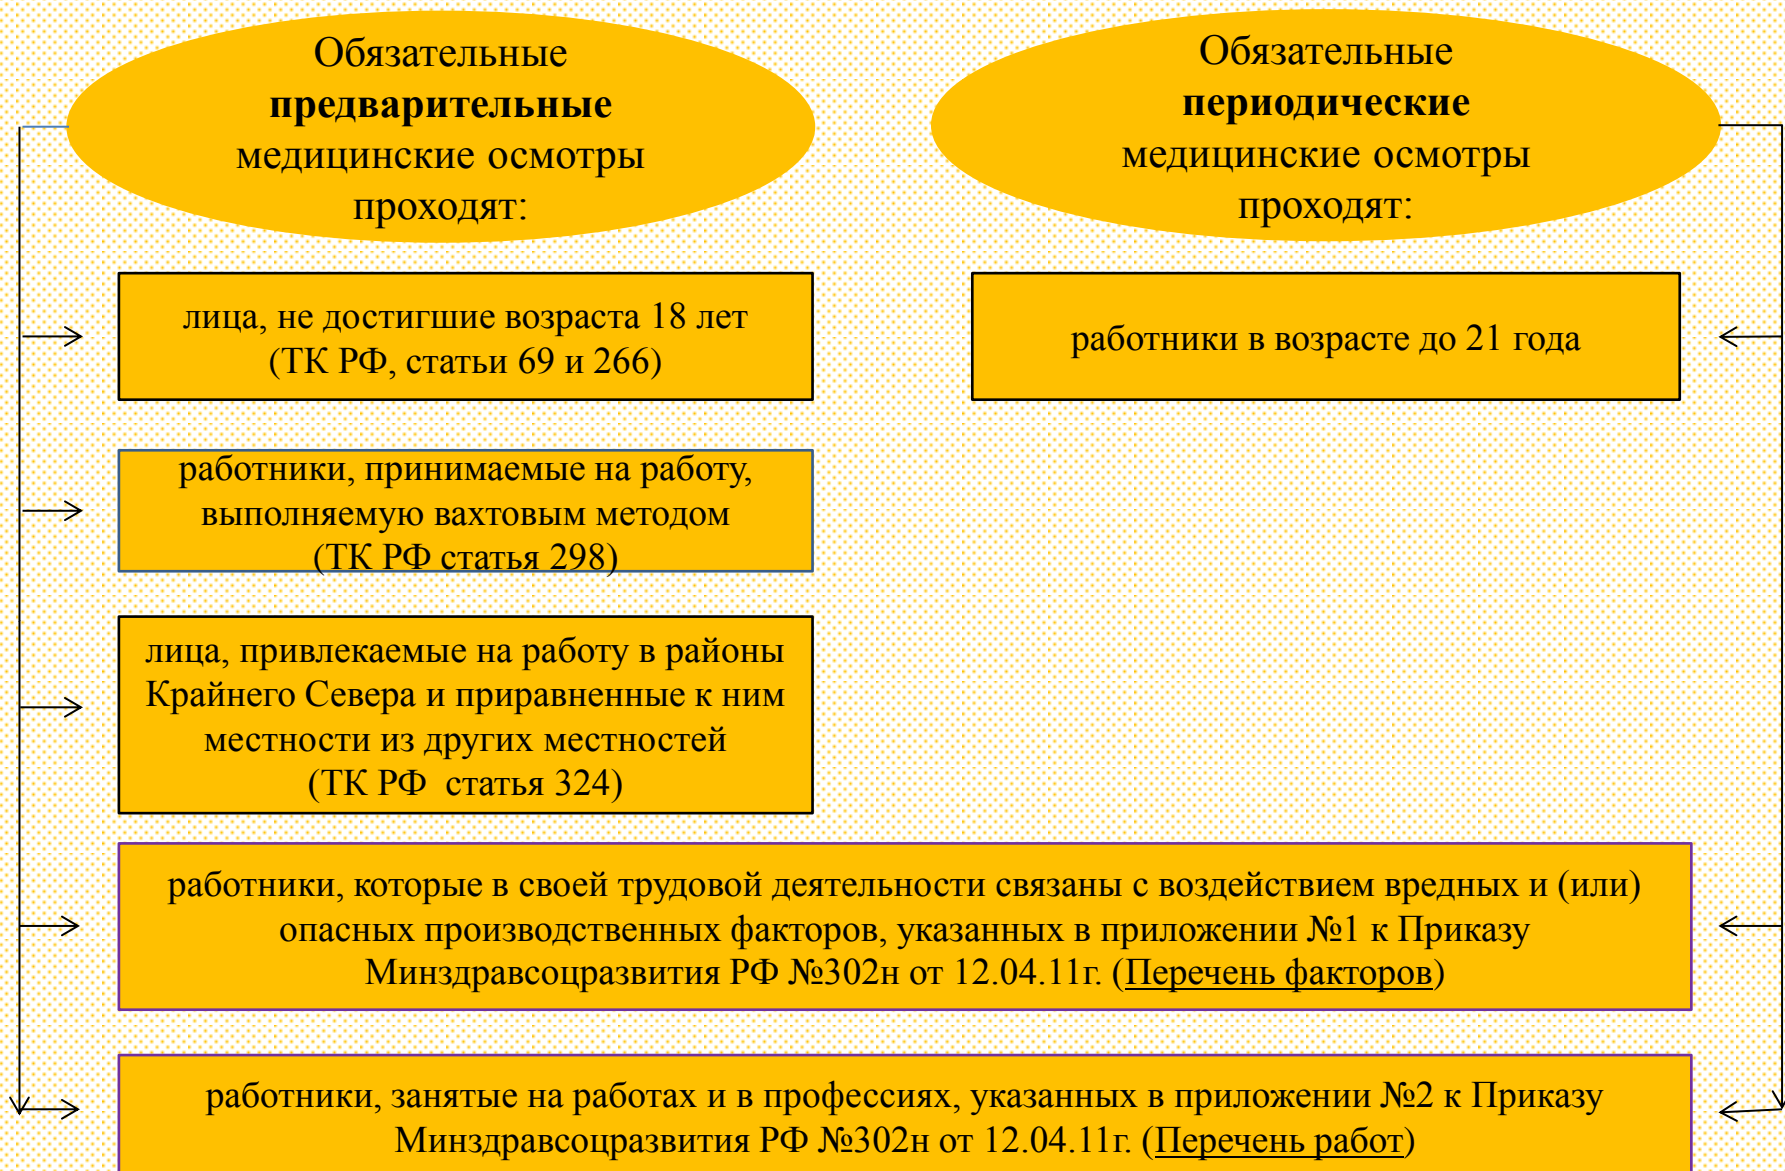 Обязательные
предварительные
медицинские осмотры
проходят:
Обязательные
периодические
медицинские осмотры
проходят:
лица, не достигшие возраста 18 лет
(ТК РФ, статьи 69 и 266)
работники в возрасте до 21 года
работники, принимаемые на работу,
выполняемую вахтовым методом
(ТК РФ статья 298)
лица, привлекаемые на работу в районы
Крайнего Севера и приравненные к ним
местности из других местностей
(ТК РФ  статья 324)
работники, которые в своей трудовой деятельности связаны с воздействием вредных и (или)
опасных производственных факторов, указанных в приложении №1 к Приказу
Минздравсоцразвития РФ №302н от 12.04.11г. (Перечень факторов)
работники, занятые на работах и в профессиях, указанных в приложении №2 к Приказу
Минздравсоцразвития РФ №302н от 12.04.11г. (Перечень работ)